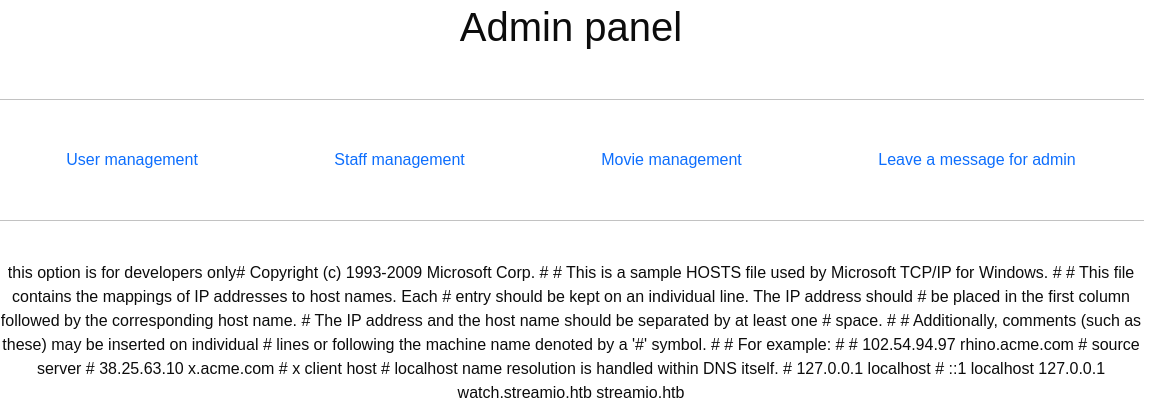 Admin panel
User management
Staff management
Movie management
Leave a message for admin
this option is for developers only# Copyright (c) 1993-2009 Microsoft Corp. # # This is a sample HOSTS file used by Microsoft TCP/IP for Windows. # # This file
contains the mappings of IP addresses to host names. Each # entry should be kept on an individual line. The IP address should # be placed in the first column
followed by the corresponding host name. # The IP address and the host name should be separated by at least one # space. # # Additionally, comments (such as
these) may be inserted on individual # lines or following the machine name denoted by a '#' symbol. # # For example: # # 102.54.94.97 rhino.acme.com # source
server # 38.25.63.10 x.acme.com # x client host # localhost name resolution is handled within DNS itself. # 127.0.0.1 localhost # ::1 localhost 127.0.0.1
watch.streamio.htb streamio.htb